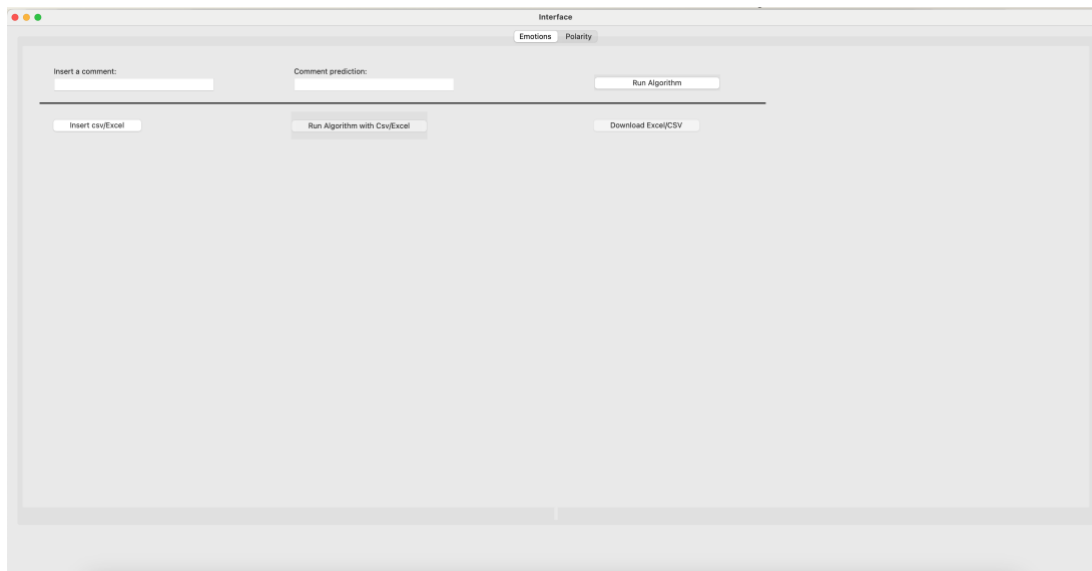 Interface
Emotions Polarity
Insert a comment: Comment prediction:
Run Algorithm
Insert csv/Excel Run Algorithm with Csv/Excel Download Excel/CSV